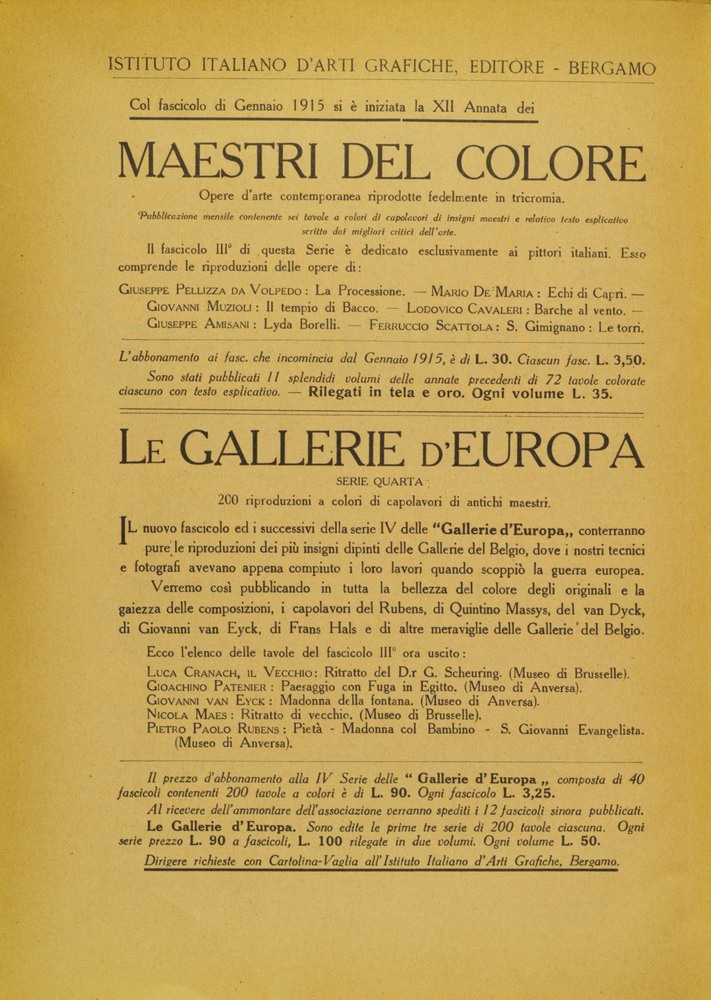 ISTITUTO ITALIANO D'ARTI GRAFICHE, EDITORE - BERGAMO
Col fascicolo di Gennaio 1915 si è iniziata la XII Annata dei
MAESTRI DEL COLORE
Opere d'arte contemporanea riprodotte fedelmente in tricromia.
Pubblicazione mensile contenente sei tavole a colori di capolavori di insigni maestri e relativo testo esplicativo
scritto dai migliori critici dell'arte.
Il fascicolo III° di questa Serie è dedicato esclusivamente ai pittori italiani. Esso
comprende le riproduzioni delle opere di:
GIUSEPPE PELLIZZA DA VOLPEDO: La Processione. — MARIO DE MARIA: Echi di Capri. —
GIOVANNI MUZIOLI: Il tempio di Bacco. — LODOVICO CAVALERI: Barche al vento. —
GIUSEPPE AMISANI: Lyda Borelli. — FERRUCCIO SCATTOLA: S. Gimignano: Le torri.
L'abbonamento ai fasc. che incomincia dal Gennaio 1915, è di L. 30. Ciascun fasc. L. 3,50.
Sono stati pubblicati 11 splendidi volumi delle annate precedenti di 72 tavole colorate
ciascuno con testo esplicativo. — Rilegati in tela e oro. Ogni volume L. 35.
LE GALLERIE D'EUROPA
SERIE QUARTA
200 riproduzioni a colori di capolavori di antichi maestri.
IL nuovo fascicolo ed i successivi della serie IV delle "Gallerie d'Europa„ conterranno
pure le riproduzioni dei più insigni dipinti delle Gallerie del Belgio, dove i nostri tecnici
e fotografi avevano appena compiuto i loro lavori quando scoppiò la guerra europea.
Verremo così pubblicando in tutta la bellezza del colore degli originali e la
gaiezza delle composizioni, i capolavori del Rubens, di Quintino Massys, del van Dyck,
di Giovanni van Eyck, di Frans Hals e di altre meraviglie delle Gallerie del Belgio.
Ecco l'elenco delle tavole del fascicolo III° ora uscito:
LUCA CRANACH, IL VECCHIO: Ritratto del D.r G. Scheuring. (Museo di Brusselle).
GIOACHINO PATENIER: Paesaggio con Fuga in Egitto. (Museo di Anversa).
GIOVANNI VAN EYCK: Madonna della fontana. (Museo di Anversa).
NICOLA MAES: Ritratto di vecchio. (Museo di Brusselle).
PIETRO PAOLO RUBENS: Pietà - Madonna col Bambino - S. Giovanni Evangelista.
(Museo di Anversa).
Il prezzo d'abbonamento alla IV Serie delle " Gallerie d'Europa „ composta di 40
fascicoli contenenti 200 tavole a colori è di L. 90. Ogni fascicolo L. 3,25.
Al ricevere dell'ammontare dell'associazione verranno spediti i 12 fascicoli sinora pubblicati.
Le Gallerie d'Europa. Sono edite le prime tre serie di 200 tavole ciascuna. Ogni
serie prezzo L. 90 a fascicoli, L. 100 rilegate in due volumi. Ogni volume L. 50.
Dirigere richieste con Cartolina-Vaglia all'Istituto Italiano d'Arti Grafiche, Bergamo.